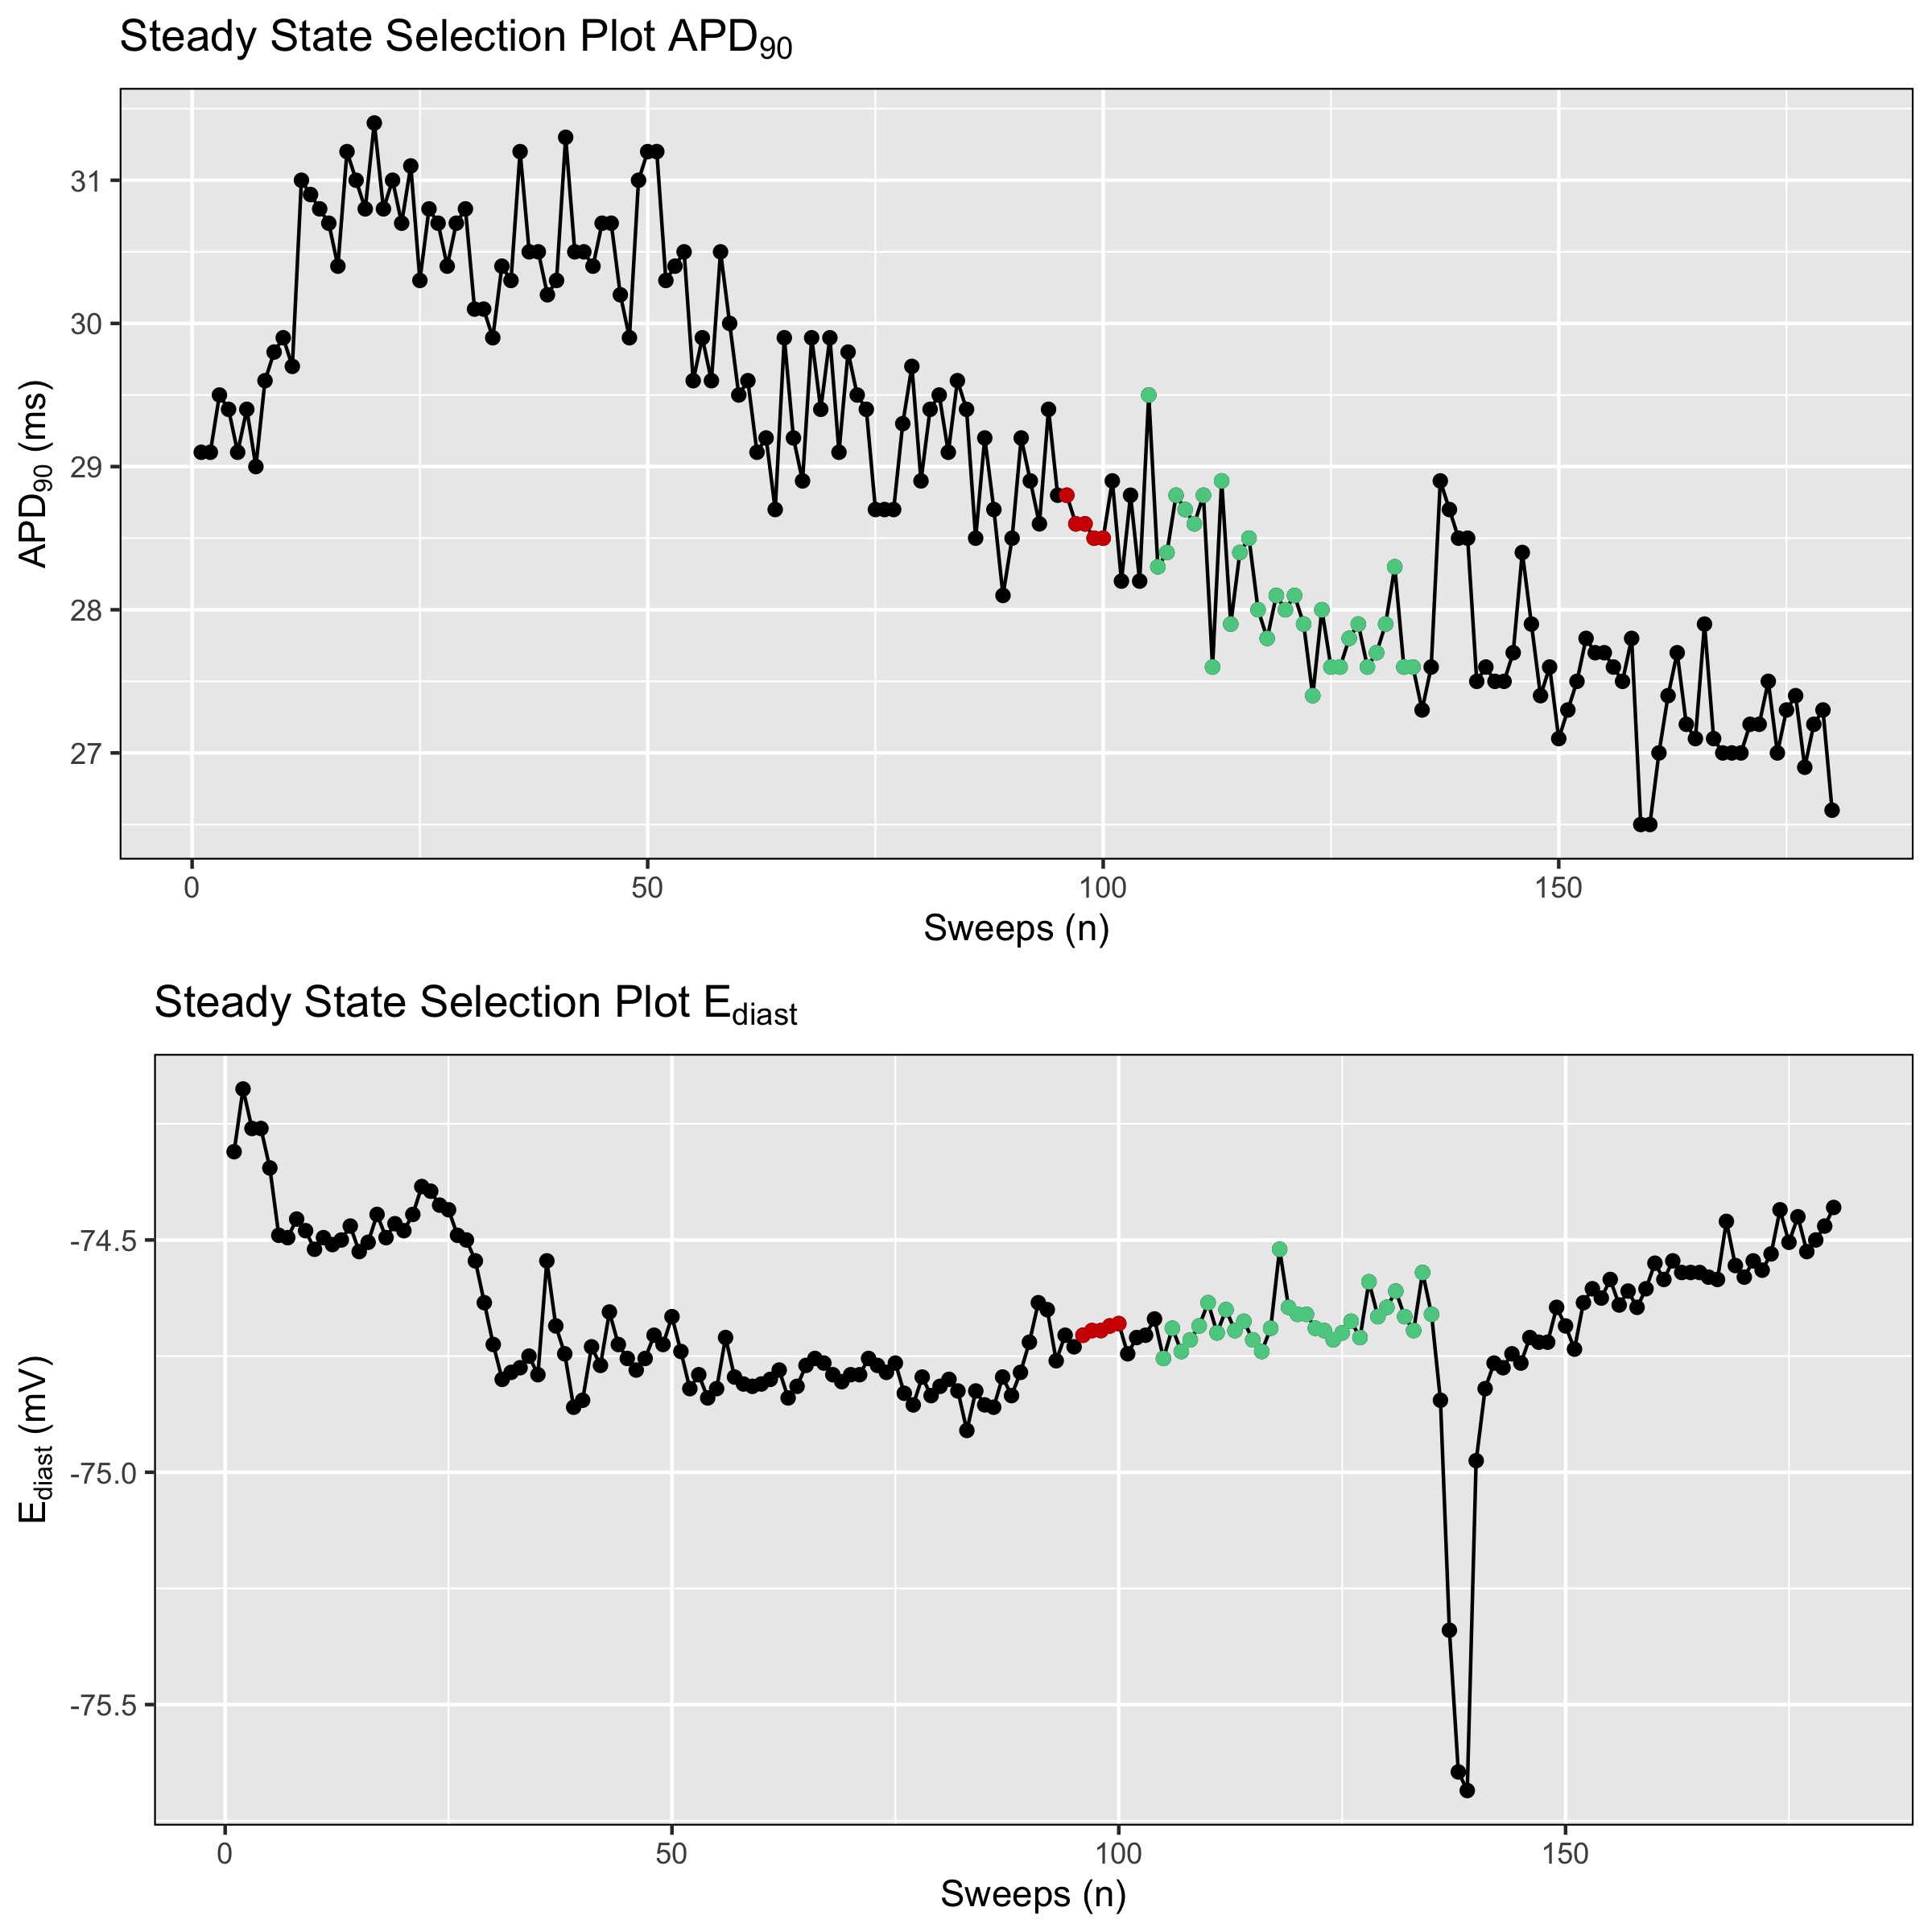 Steady State Selection Plot APD90
31
30
29
28
27
APD90 (ms)
0 50 100 150
Sweeps (n)
Steady State Selection Plot Ediast
-74.5
-75.0
-75.5
Ediast (mV)
0 50 100 150
Sweeps (n)